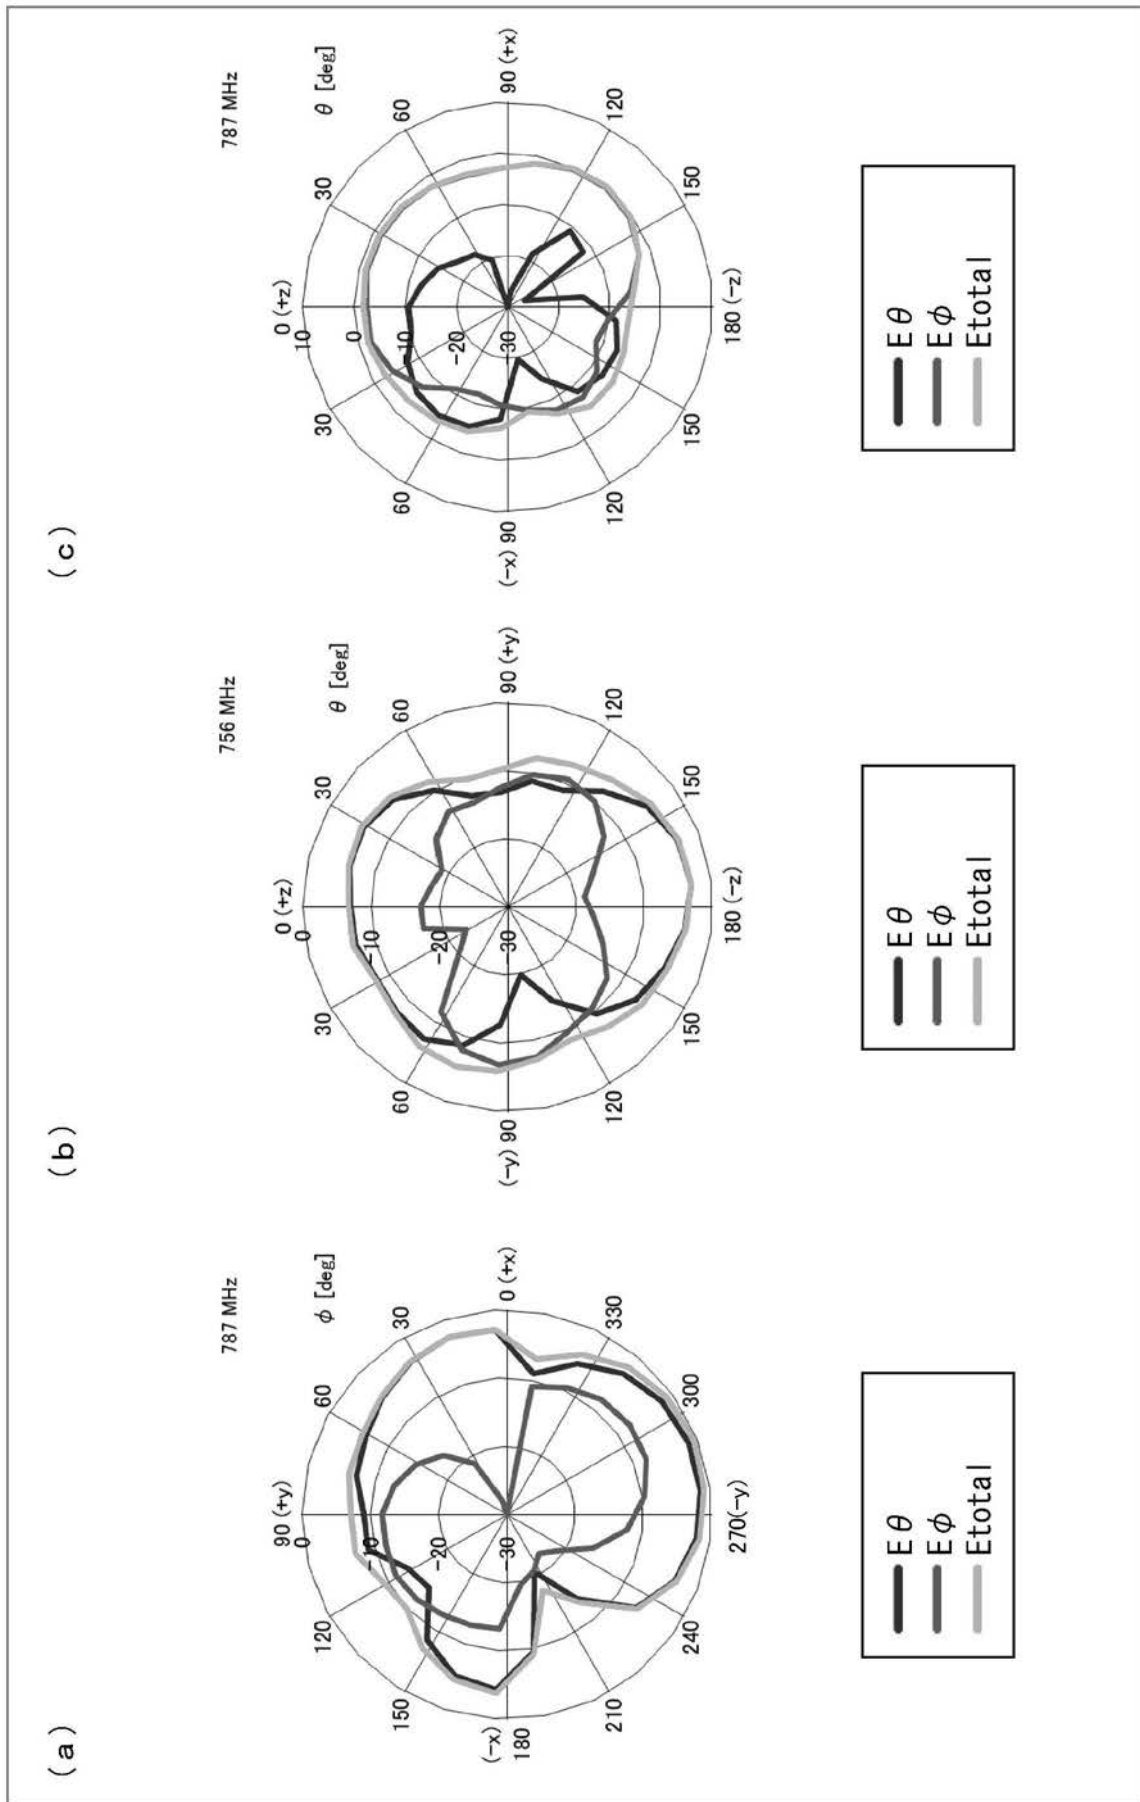 (a)
787 MHz
φ [deg]
90 (+y)
60
30
0 (+x)
330
300
270(-y)
240
210
180
(-x)
150
120
0
-10
-20
-30
Eθ
Eφ
Etotal
(b)
756 MHz
θ [deg]
0 (+z)
30
60
90 (+y)
120
150
180 (-z)
150
120
(-y) 90
60
30
0
-10
-20
-30
Eθ
Eφ
Etotal
(c)
787 MHz
θ [deg]
0 (+z)
30
60
90 (+x)
120
150
180 (-z)
150
120
(-x) 90
60
30
10
0
-10
-20
-30
Eθ
Eφ
Etotal